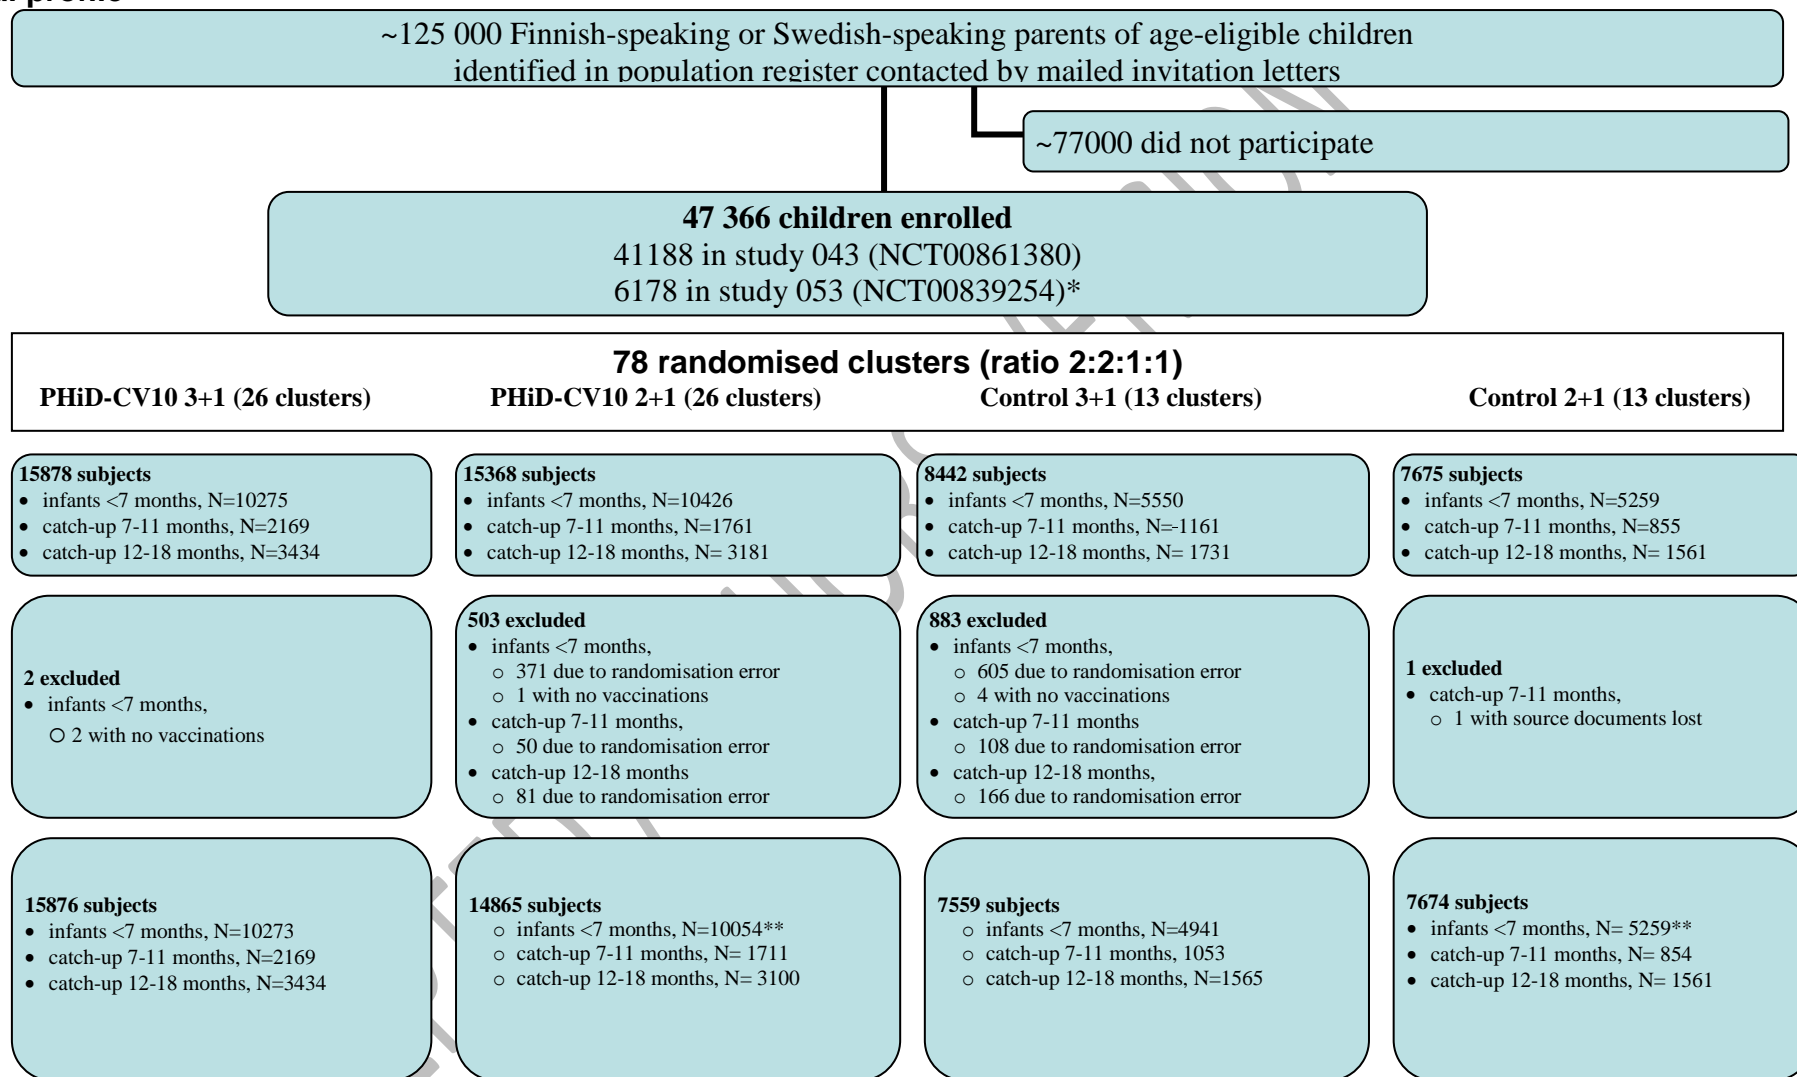 ~125 000 Finnish-speaking or Swedish-speaking parents of age-eligible children
identified in population register contacted by mailed invitation letters
~77000 did not participate
47 366 children enrolled
41188 in study 043 (NCT00861380)
6178 in study 053 (NCT00839254)*
78 randomised clusters (ratio 2:2:1:1)
PHiD-CV10 3+1 (26 clusters) PHiD-CV10 2+1 (26 clusters) Control 3+1 (13 clusters) Control 2+1 (13 clusters)
15878 subjects
• infants <7 months, N=10275
• catch-up 7-11 months, N=2169
• catch-up 12-18 months, N=3434
15368 subjects
• infants <7 months, N=10426
• catch-up 7-11 months, N=1761
• catch-up 12-18 months, N= 3181
8442 subjects
• infants <7 months, N=5550
• catch-up 7-11 months, N=-1161
• catch-up 12-18 months, N= 1731
7675 subjects
• infants <7 months, N=5259
• catch-up 7-11 months, N=855
• catch-up 12-18 months, N= 1561
2 excluded
• infants <7 months,
o 2 with no vaccinations
503 excluded
• infants <7 months,
o 371 due to randomisation error
o 1 with no vaccinations
• catch-up 7-11 months,
o 50 due to randomisation error
• catch-up 12-18 months
o 81 due to randomisation error
883 excluded
• infants <7 months,
o 605 due to randomisation error
o 4 with no vaccinations
• catch-up 7-11 months
o 108 due to randomisation error
• catch-up 12-18 months,
o 166 due to randomisation error
1 excluded
• catch-up 7-11 months,
o 1 with source documents lost
15876 subjects
• infants <7 months, N=10273
• catch-up 7-11 months, N=2169
• catch-up 12-18 months, N=3434
14865 subjects
o infants <7 months, N=10054**
o catch-up 7-11 months, N= 1711
o catch-up 12-18 months, N= 3100
7559 subjects
o infants <7 months, N=4941
o catch-up 7-11 months, 1053
o catch-up 12-18 months, N=1565
7674 subjects
• infants <7 months, N= 5259**
• catch-up 7-11 months, N= 854
• catch-up 12-18 months, N= 1561